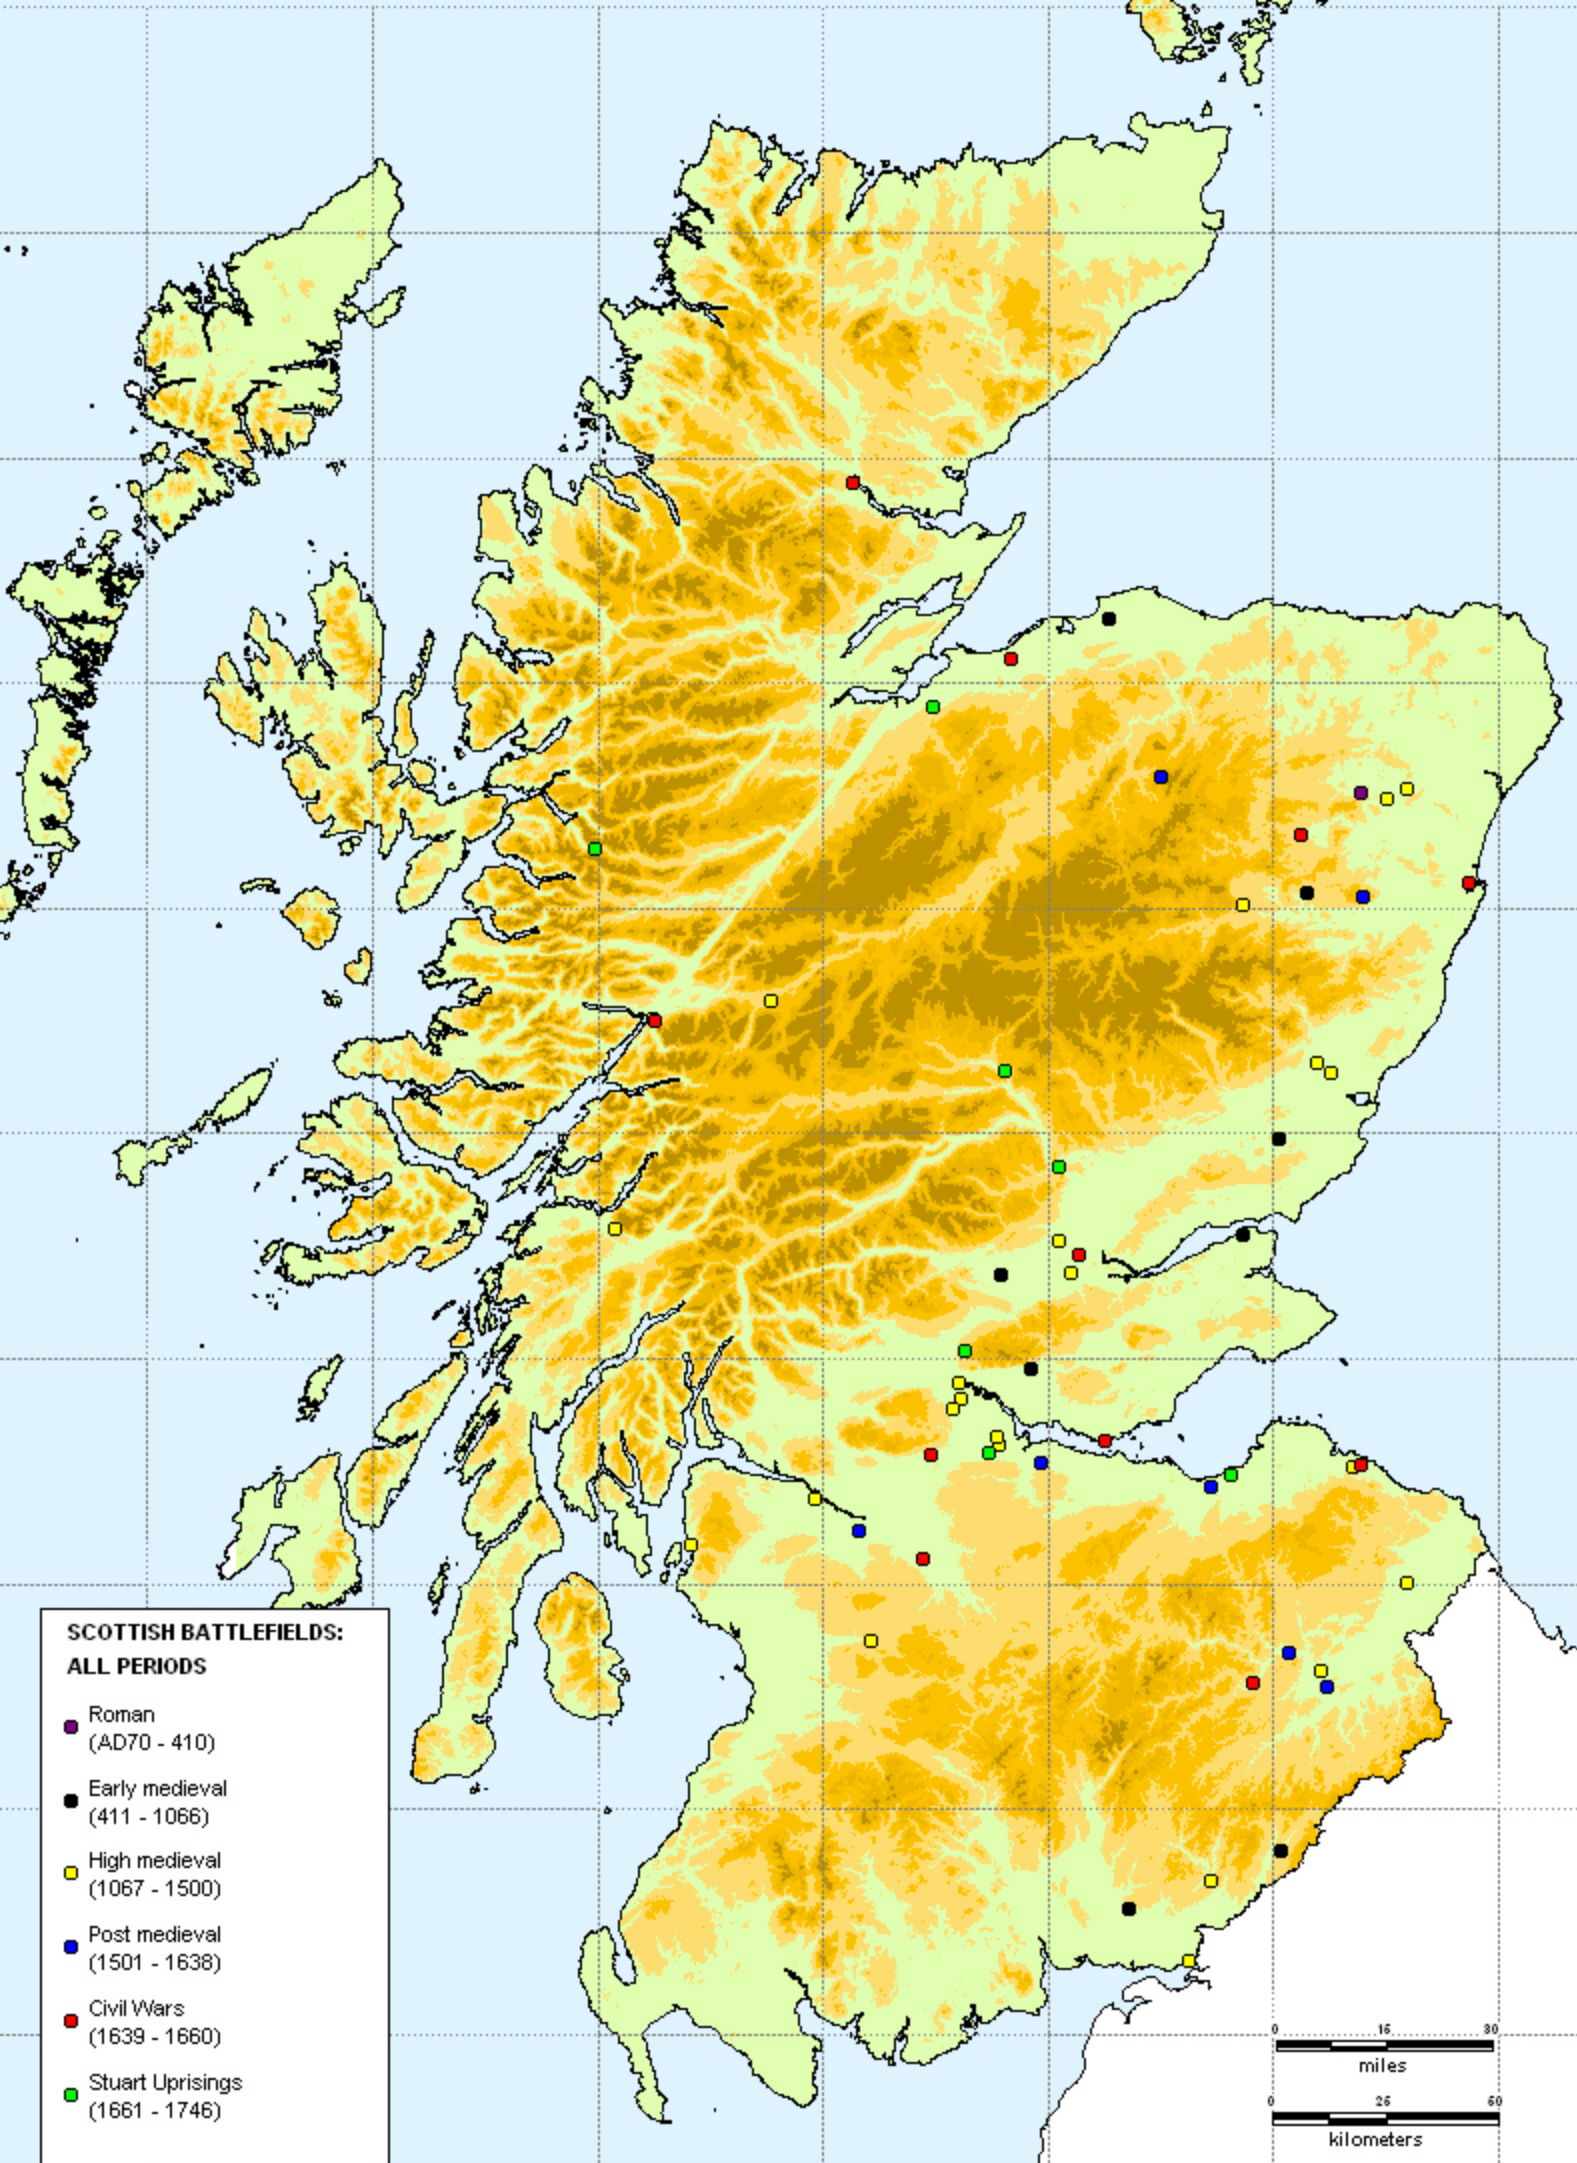 SCOTTISH BATTLEFIELDS:
ALL PERIODS
Roman
(AD70 - 410)
Early medieval
(411 - 1066)
High medieval
(1067 - 1500)
Post medieval
(1501 - 1638)
Civil Wars
(1639 - 1660)
Stuart Uprisings
(1661 - 1746)
0 15 30
miles
0 25 50
kilometers